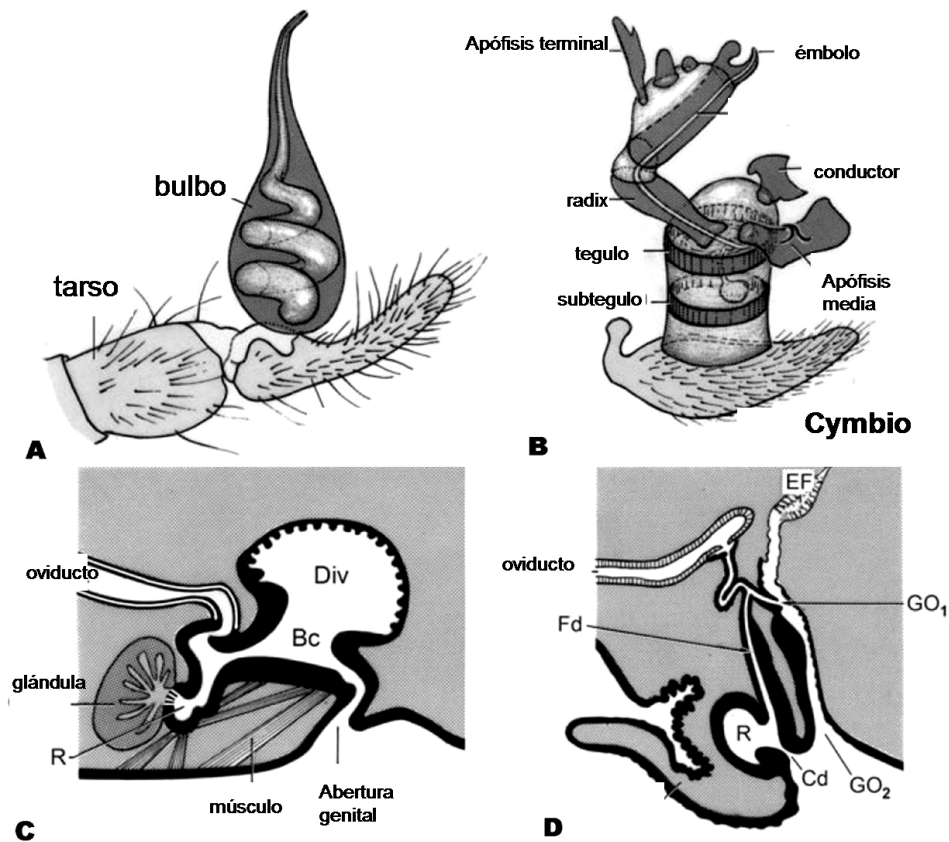 Apófisis terminal
émbolo
bulbo
conductor
radix
tarso
tegulo
Apófisis
media
subtegulo
Cymbio
A
B
EF
oviducto
Div
oviducto
GO1
Fd
Bc
glándula
R
R
Cd
GO2
músculo
Abertura
genital
C
D